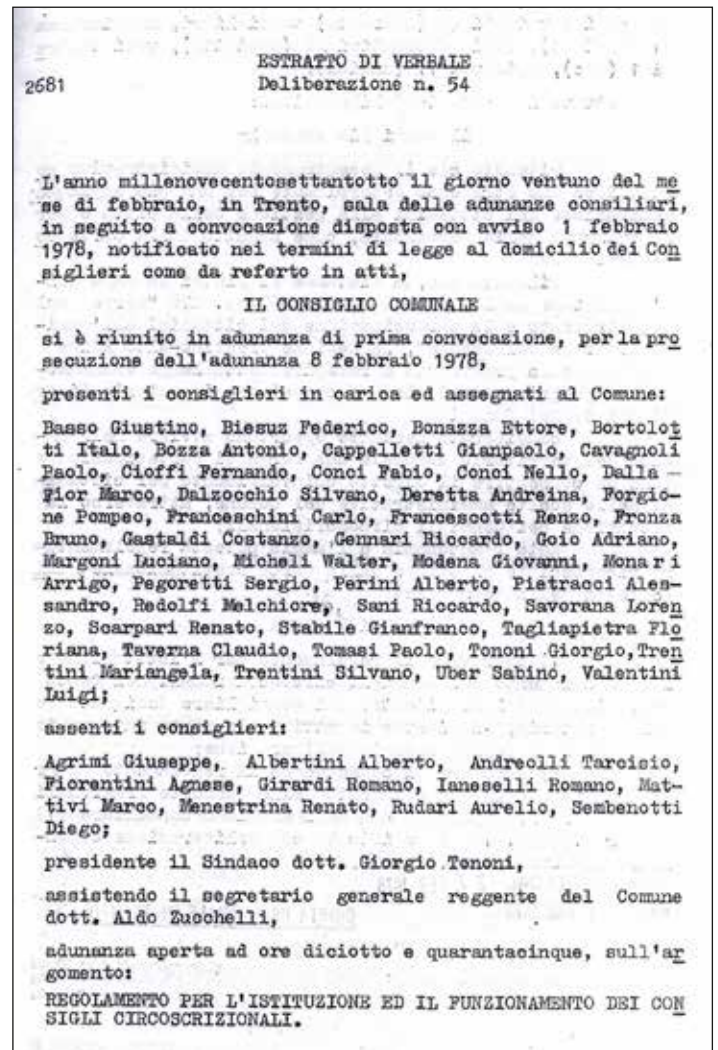 ESTRATTO DI VERBALE
2681
Deliberazione n. 54
L'anno millenovecentosettantotto il giorno ventuno del me
se di febbraio, in Trento, sala delle adunanze consiliari,
in seguito a convocazione disposta con avviso 1 febbraio
1978, notificato nei termini di legge al domicilio dei Con
siglieri come da referto in atti,
IL CONSIGLIO COMUNALE
si è riunito in adunanza di prima convocazione, per la pro
secuzione dell'adunanza 8 febbraio 1978,
presenti i consiglieri in carica ed assegnati al Comune:
Basso Giustino, Biesuz Federico, Bonazza Ettore, Bortolot
ti Italo, Bozza Antonio, Cappelletti Gianpaolo, Cavagnoli
Paolo, Cioffi Fernando, Conci Fabio, Conci Nello, Dalla -
Fior Marco, Dalzocchio Silvano, Deretta Andreina, Forgio-
ne Pompeo, Franceschini Carlo, Francescotti Renzo, Fronza
Bruno, Gastaldi Costanzo, Gennari Riccardo, Goio Adriano,
Margoni Luciano, Micheli Walter, Modena Giovanni, Monari
Arrigo, Pegoretti Sergio, Perini Alberto, Pietracci Ales-
sandro, Redolfi Melchiore, Sani Riccardo, Savorana Loren
zo, Scarpari Renato, Stabile Gianfranco, Tagliapietra Flo
riana, Taverna Claudio, Tomasi Paolo, Tononi Giorgio, Tren
tini Mariangela, Trentini Silvano, Uber Sabino, Valentini
Luigi;
assenti i consiglieri:
Agrimi Giuseppe, Albertini Alberto, Andreolli Tarcisio,
Fiorentini Agnese, Girardi Romano, Ianeselli Romano, Mat-
tivi Marco, Menestrina Renato, Rudari Aurelio, Sembenotti
Diego;
presidente il Sindaco dott. Giorgio Tononi,
assistendo il segretario generale reggente del Comune
dott. Aldo Zucchelli,
adunanza aperta ad ore diciotto e quarantacinque, sull'ar
gomento:
REGOLAMENTO PER L'ISTITUZIONE ED IL FUNZIONAMENTO DEI CON
SIGLI CIRCOSCRIZIONALI.